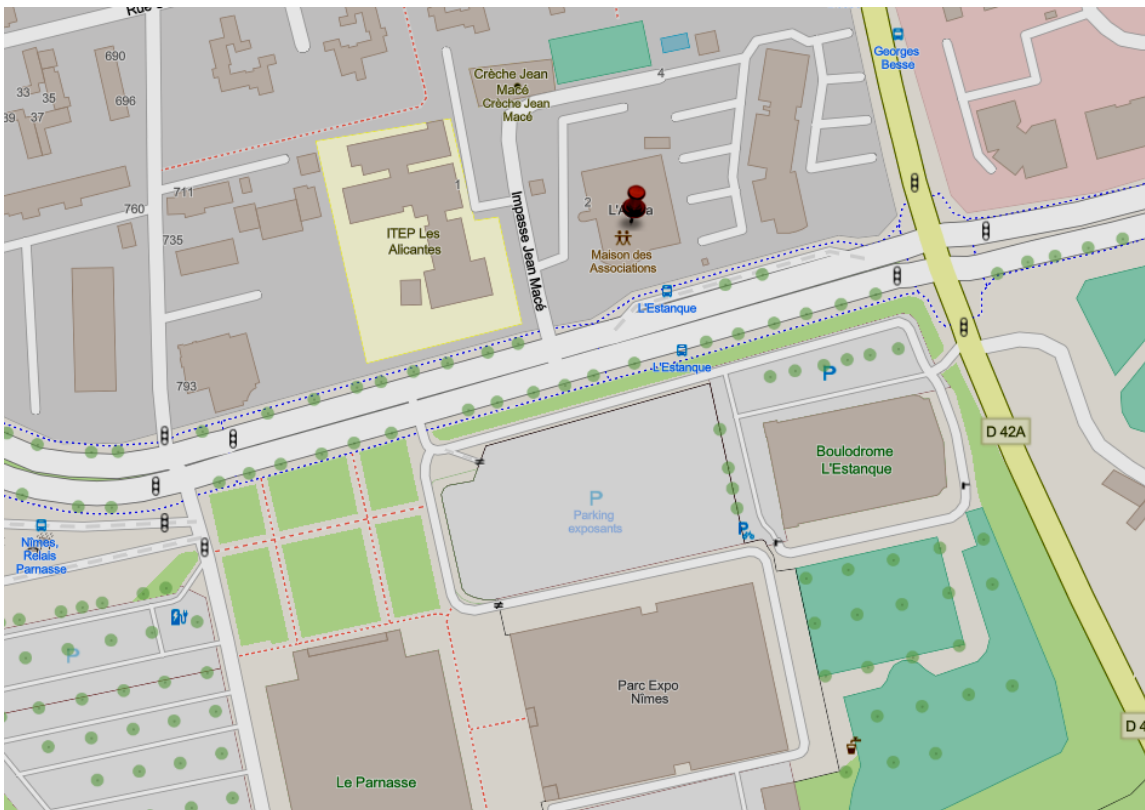 Rue
690
33
35
37
39
696
Crèche Jean
Macé
Crèche Jean
Macé
4
Georges
Besse
711
760
735
1
ITEP Les
Alicantes
Impasse Jean Macé
2
Maison des
Associations
L'Estanque
L'Estanque
793
P
D 42A
Boulodrome
L'Estanque
P
Parking
exposants
P
Nîmes,
Relais
Parnasse
P
Parc Expo
Nîmes
D 4
Le Parnasse